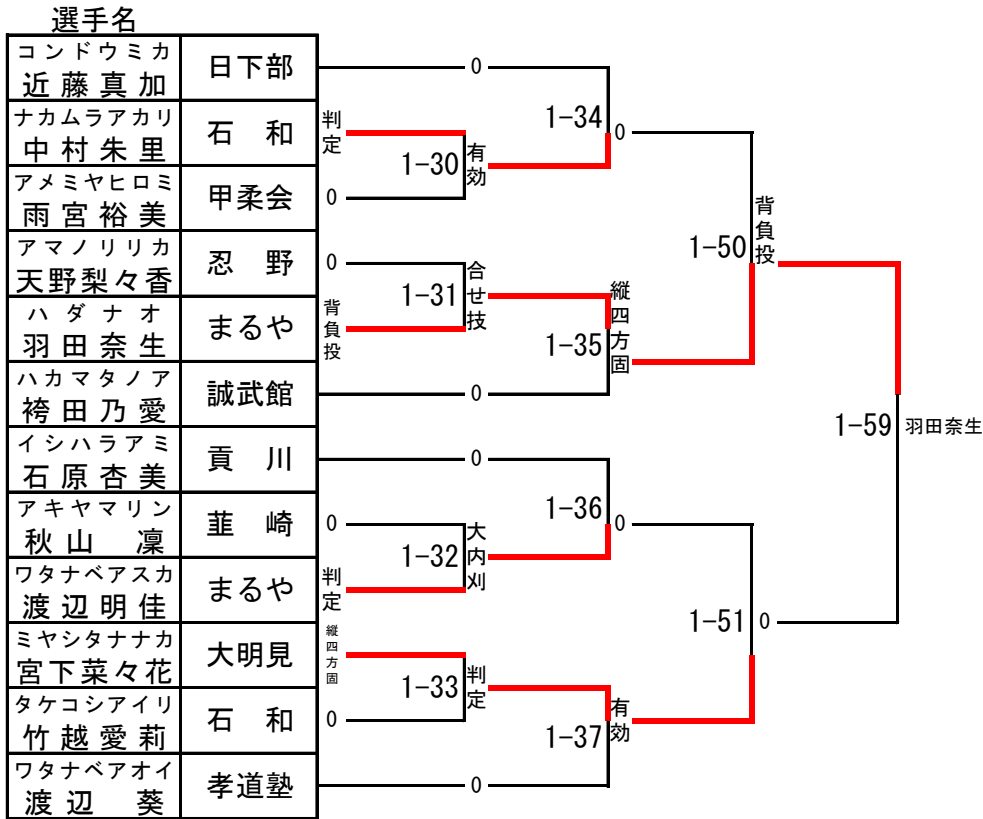 選手名
コンドウミカ
近藤真加
日下部
0
ナカムラアカリ
中村朱里
石 和
判定
1-34
0
1-30
有効
アメミヤヒロミ
雨宮裕美
甲柔会
0
アマノリリカ
天野梨々香
忍 野
0
1-31
合せ技
1-50
背負投
ハダナオ
羽田奈生
まるや
背負投
1-35
縦四方固
ハカマタノア
袴田乃愛
誠武館
0
1-59
羽田奈生
イシハラアミ
石原杏美
貢 川
0
アキヤマリン
秋山 凜
韮 崎
0
1-36
0
1-32
大内刈
ワタナベアスカ
渡辺明佳
まるや
判定
1-51
0
ミヤシタナナカ
宮下菜々花
大明見
縦四方固
1-33
判定
タケコシアイリ
竹越愛莉
石 和
0
1-37
有効
ワタナベアオイ
渡辺 葵
孝道塾
0